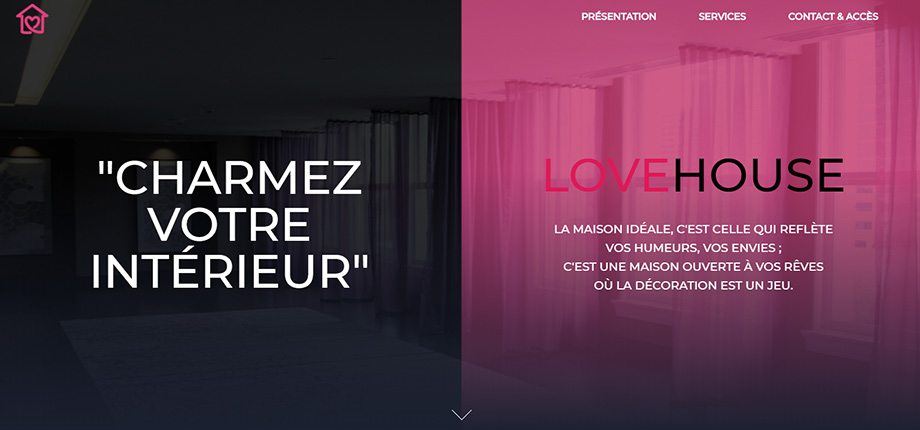 PRÉSENTATION SERVICES CONTACT & ACCÈS
"CHARMEZ
VOTRE
INTÉRIEUR"
LOVEHOUSE
LA MAISON IDÉALE, C'EST CELLE QUI REFLÈTE
VOS HUMEURS, VOS ENVIES ;
C'EST UNE MAISON OUVERTE À VOS RÊVES
OÙ LA DÉCORATION EST UN JEU.